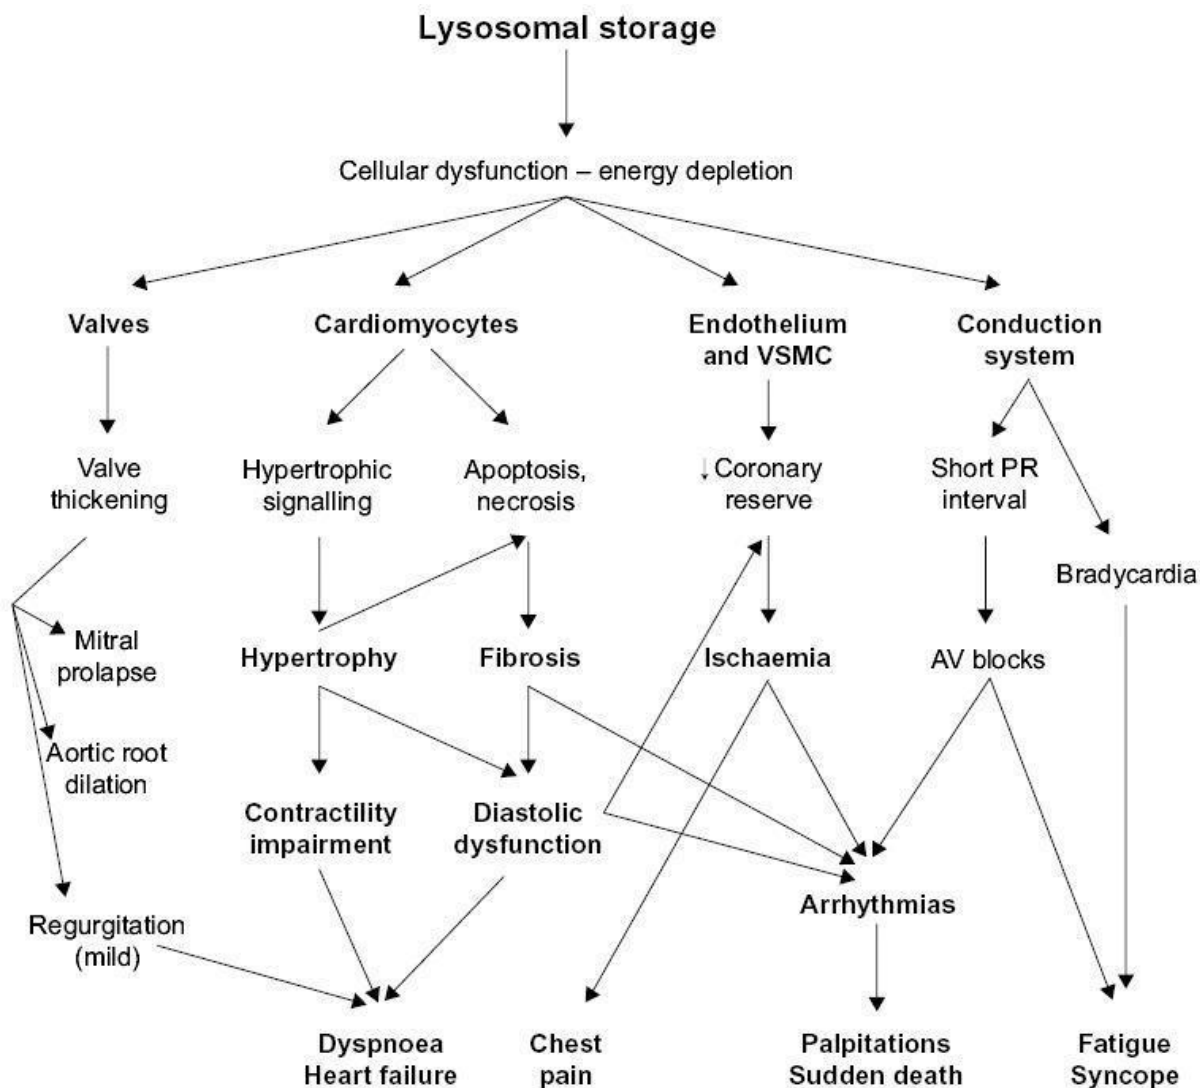 Lysosomal storage
Cellular dysfunction – energy depletion
Valves
Cardiomyocytes
Endothelium
and VSMC
Conduction
system
Valve
thickening
Hypertrophic
signalling
Apoptosis,
necrosis
↓ Coronary
reserve
Short PR
interval
Bradycardia
Mitral
prolapse
Hypertrophy
Fibrosis
Ischaemia
AV blocks
Aortic root
dilation
Contractility
impairment
Diastolic
dysfunction
Arrhythmias
Regurgitation
(mild)
Dyspnoea
Heart failure
Chest
pain
Palpitations
Sudden death
Fatigue
Syncope